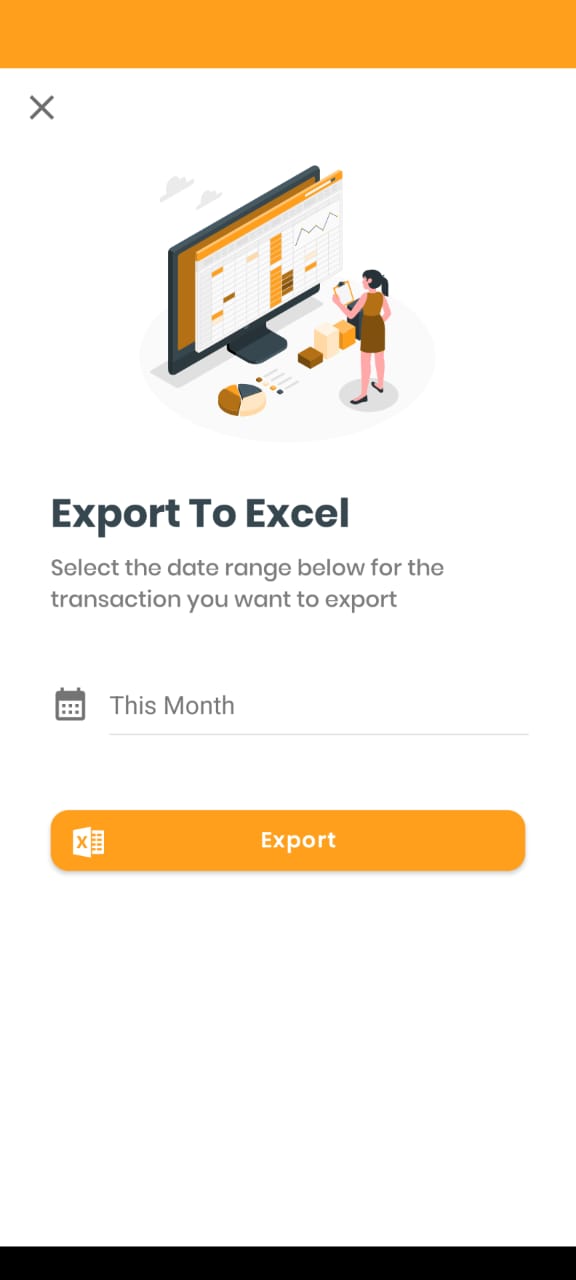 Export To Excel
Select the date range below for the
transaction you want to export
This Month
X
Export